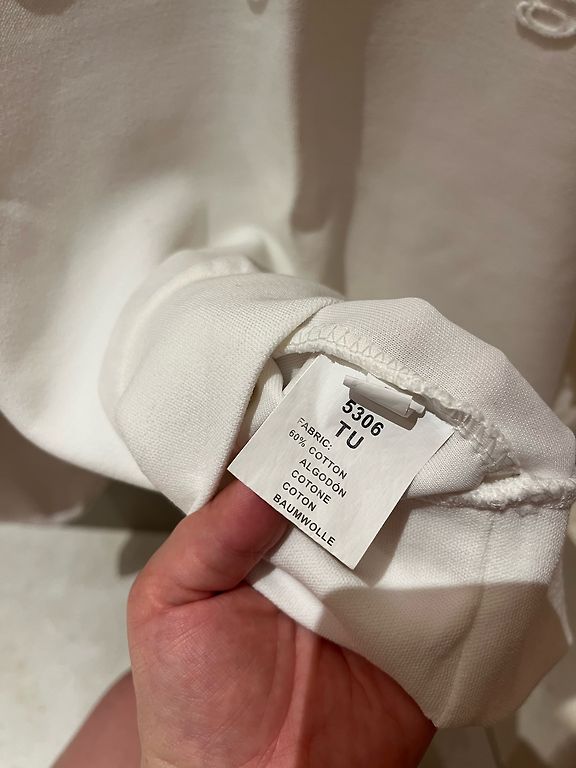 5306
TU
FABRIC:
60% COTTON
ALGODÓN
COTONE
COTON
BAUMWOLLE